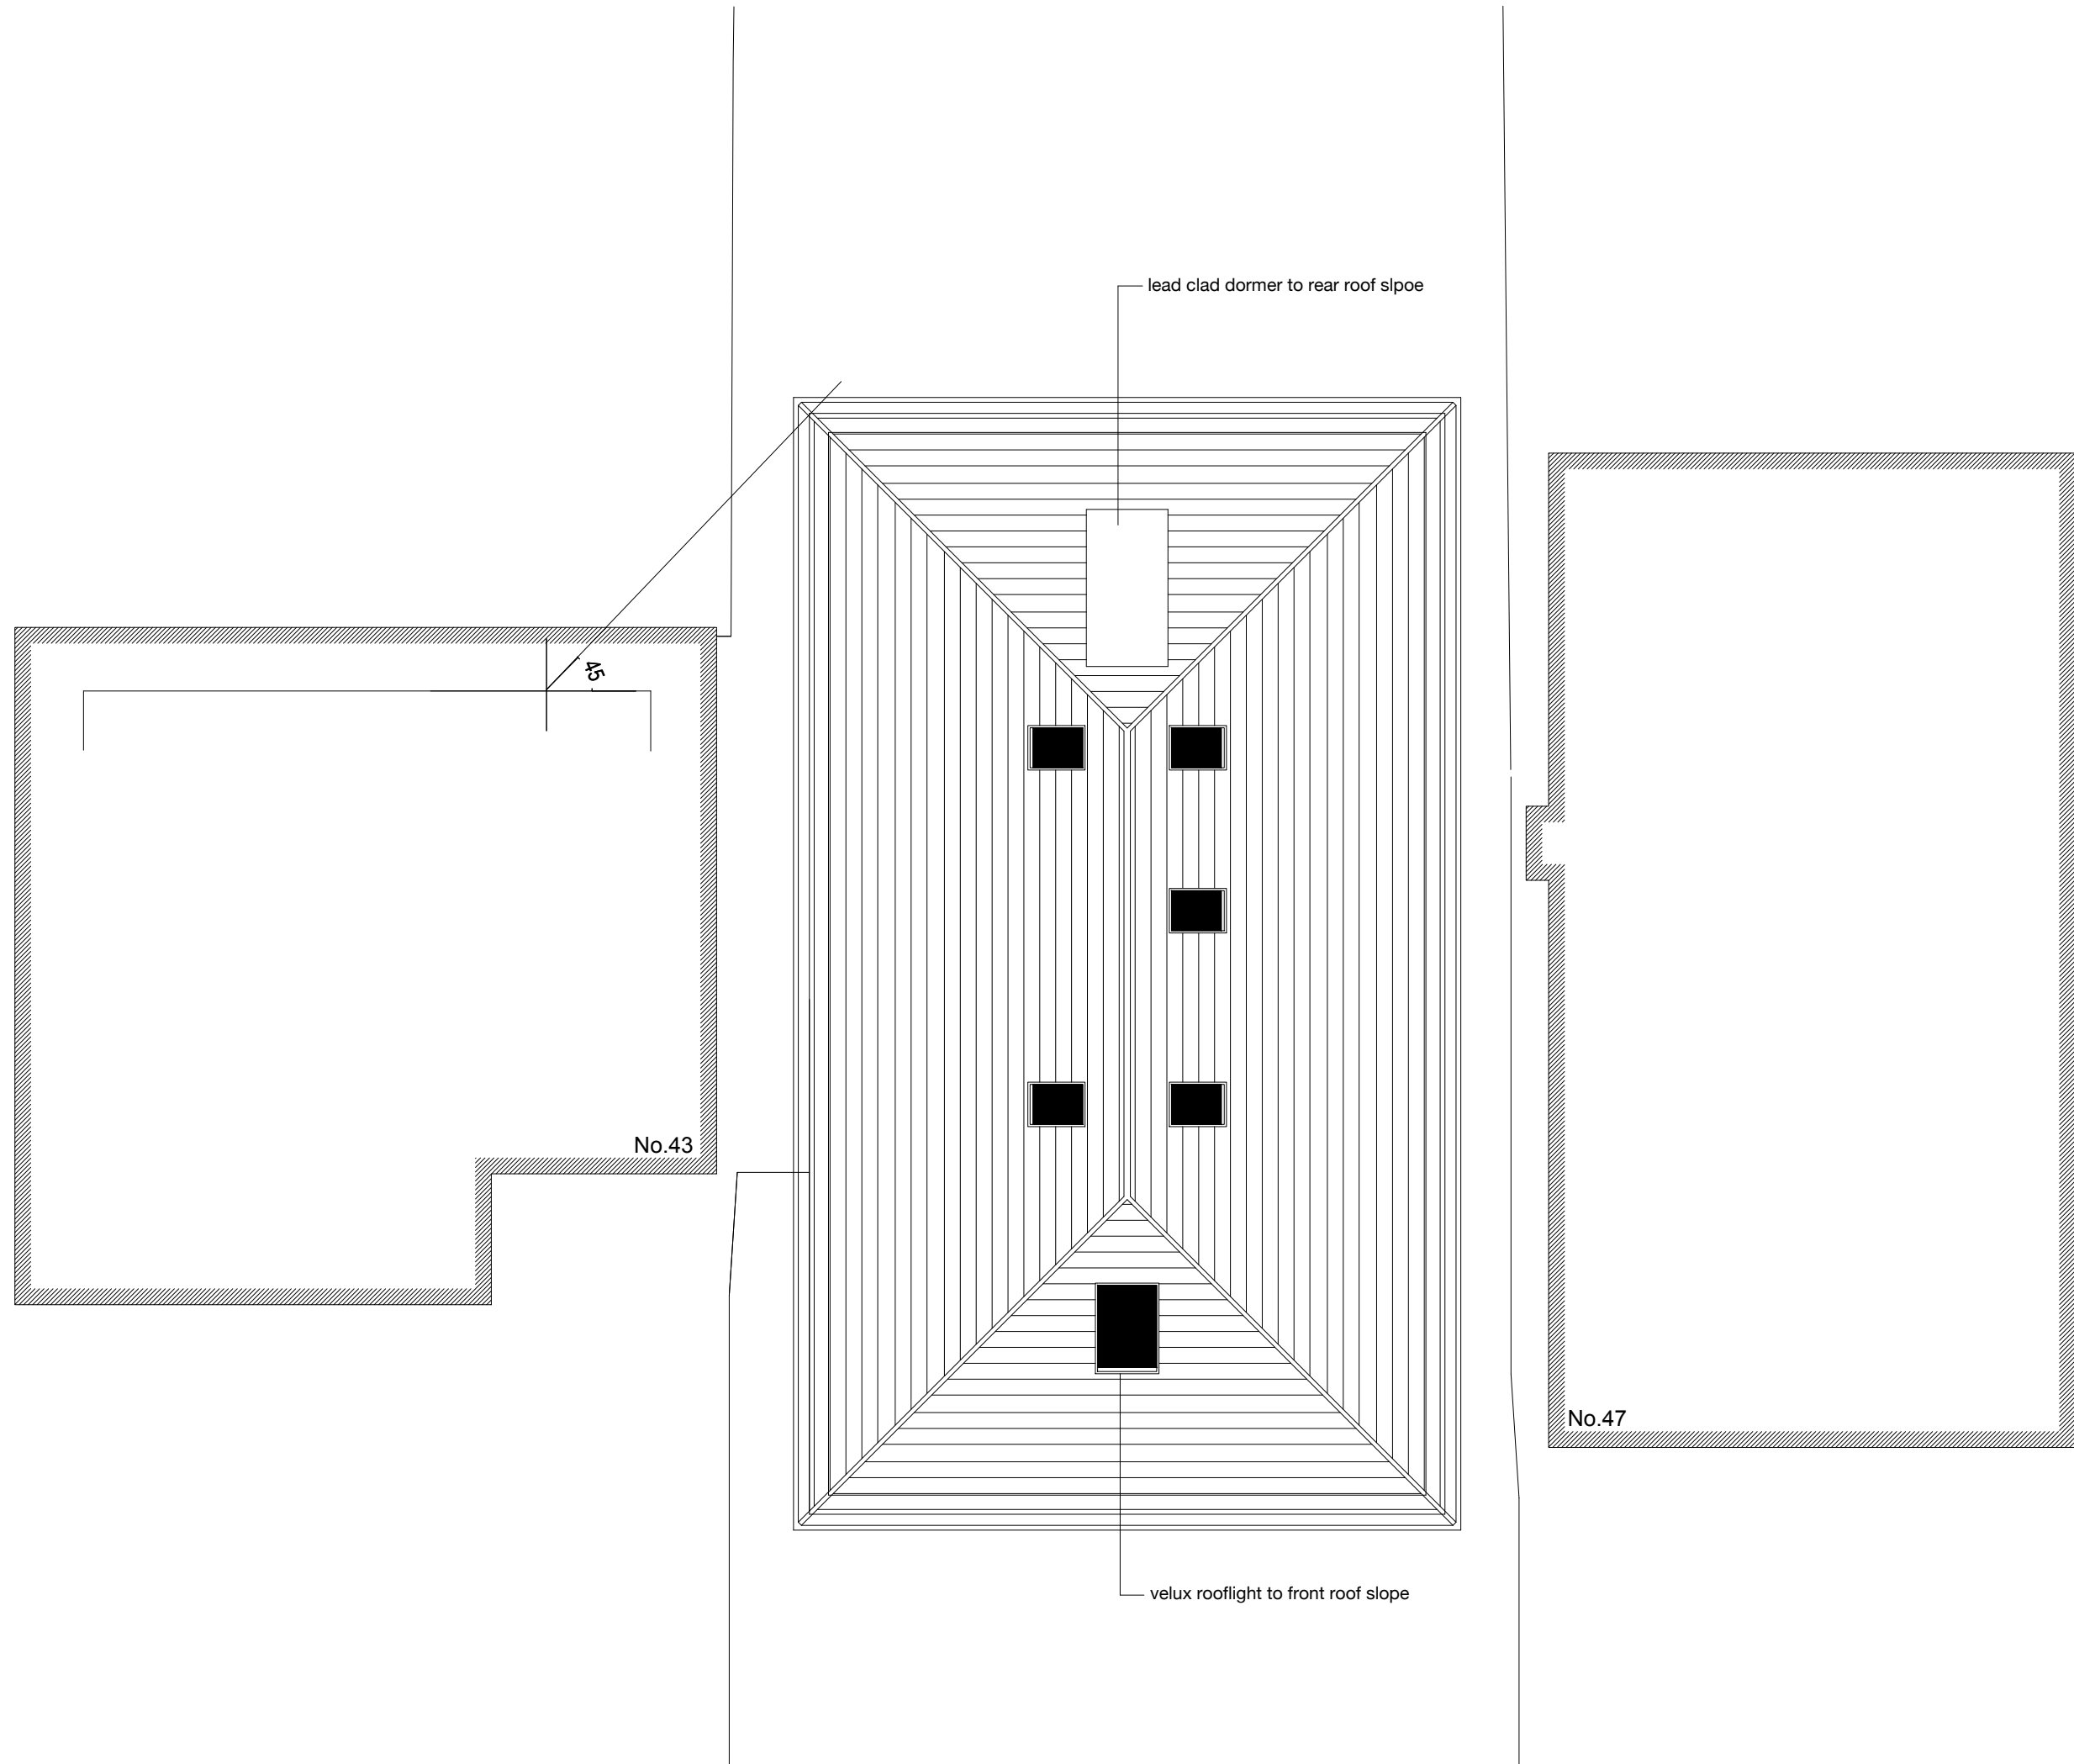 lead clad dormer to rear roof slpoe
45
No.43
No.47
velux rooflight to front roof slope